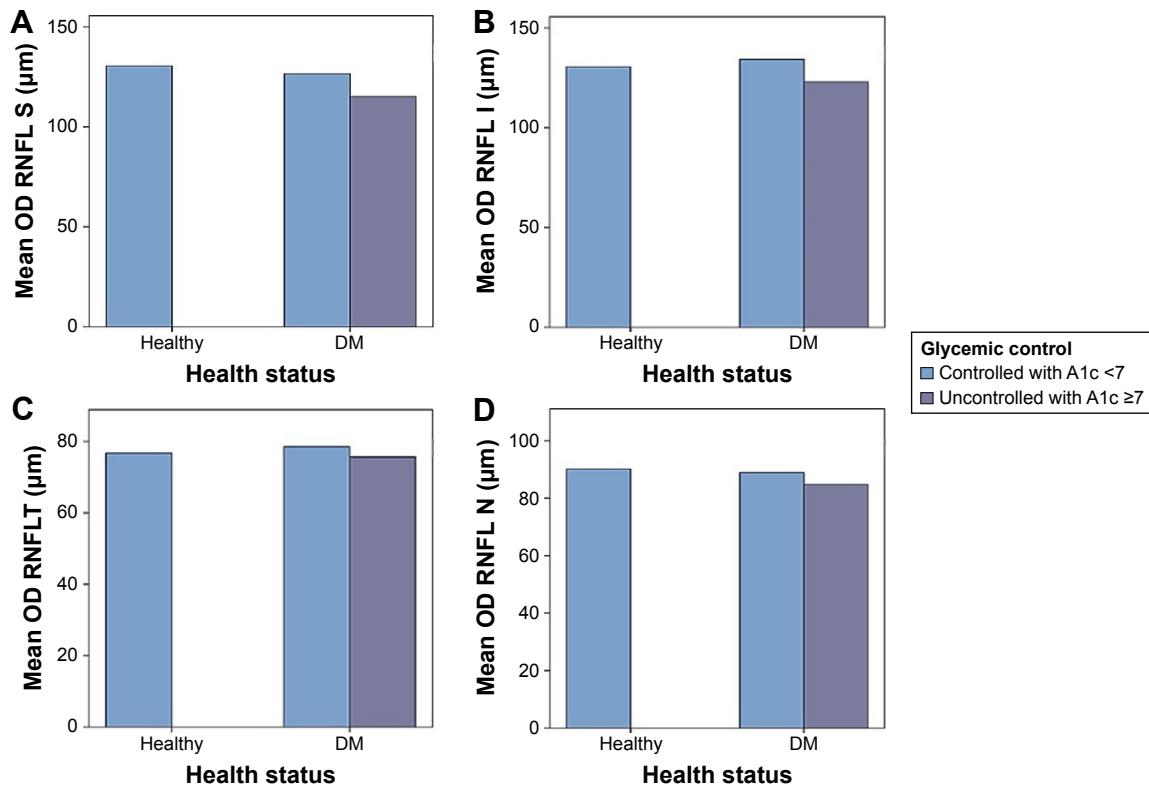 A
Mean OD RNFL S (µm)
150
100
50
0
Healthy
DM
Health status
B
Mean OD RNFL I (µm)
150
100
50
0
Healthy
DM
Health status
Glycemic control
Controlled with A1c <7
Uncontrolled with A1c ≥7
C
Mean OD RNFLT (µm)
80
60
40
20
0
Healthy
DM
Health status
D
Mean OD RNFL N (µm)
100
80
60
40
20
0
Healthy
DM
Health status